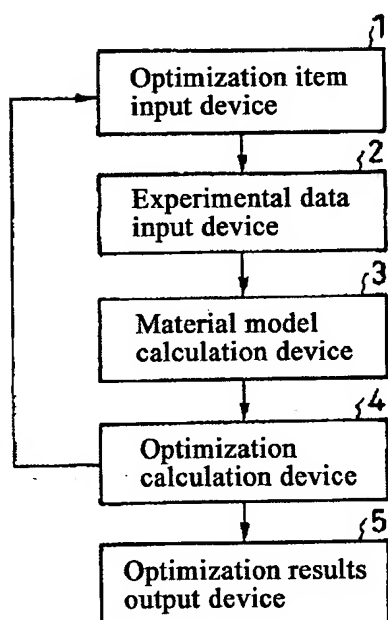 1
Optimization item
input device
2
Experimental data
input device
3
Material model
calculation device
4
Optimization
calculation device
5
Optimization results
output device